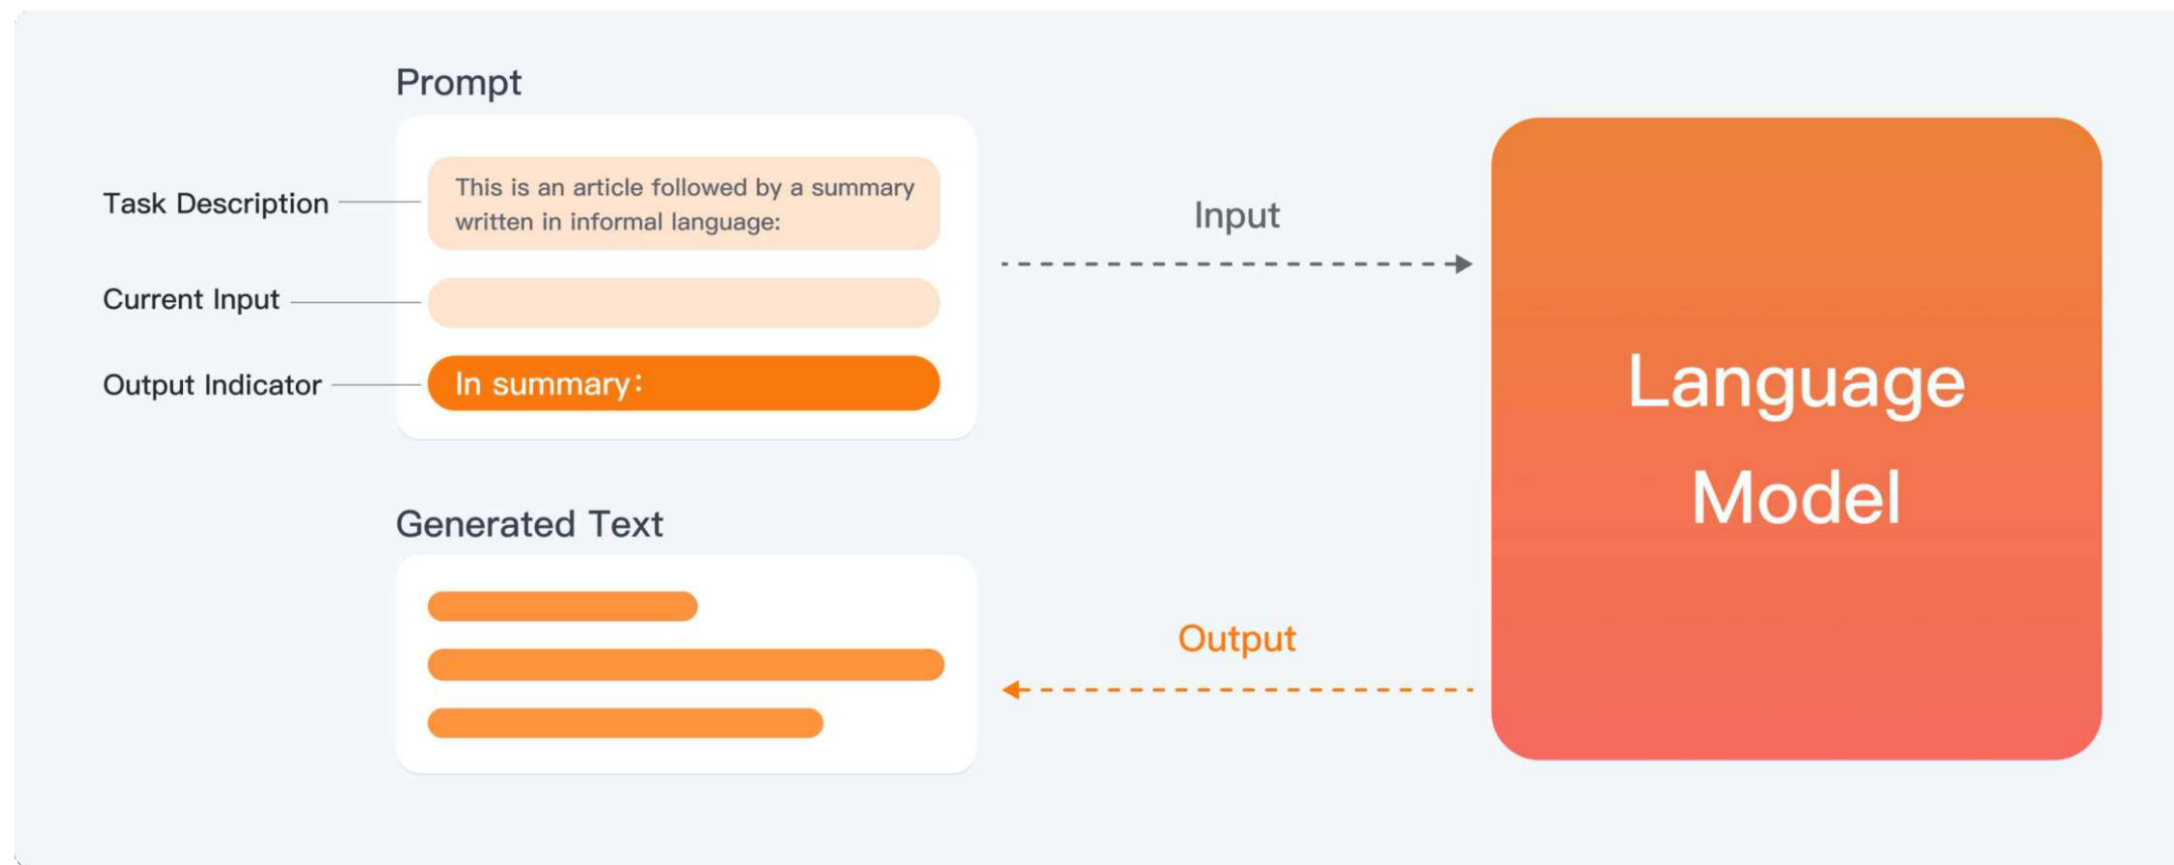 Prompt
Task Description
This is an article followed by a summary
written in informal language:
Current Input
Output Indicator
In summary:
Input
Language
Model
Generated Text
Output